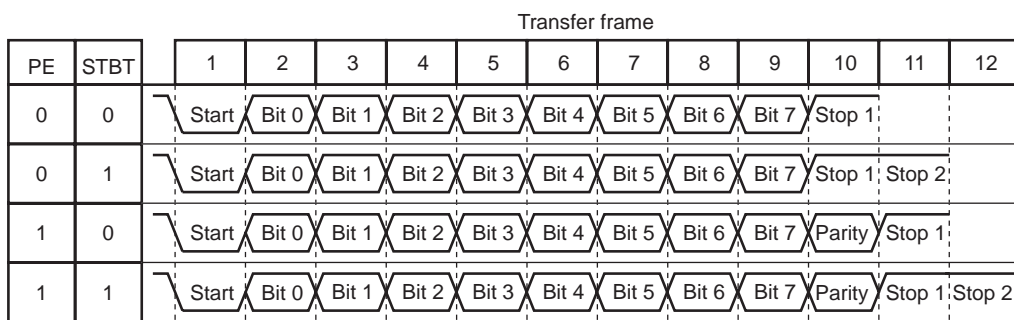 Transfer frame
PE STBT 1 2 3 4 5 6 7 8 9 10 11 12
0 0 Start Bit 0 Bit 1 Bit 2 Bit 3 Bit 4 Bit 5 Bit 6 Bit 7 Stop 1
0 1 Start Bit 0 Bit 1 Bit 2 Bit 3 Bit 4 Bit 5 Bit 6 Bit 7 Stop 1 Stop 2
1 0 Start Bit 0 Bit 1 Bit 2 Bit 3 Bit 4 Bit 5 Bit 6 Bit 7 Parity Stop 1
1 1 Start Bit 0 Bit 1 Bit 2 Bit 3 Bit 4 Bit 5 Bit 6 Bit 7 Parity Stop 1 Stop 2